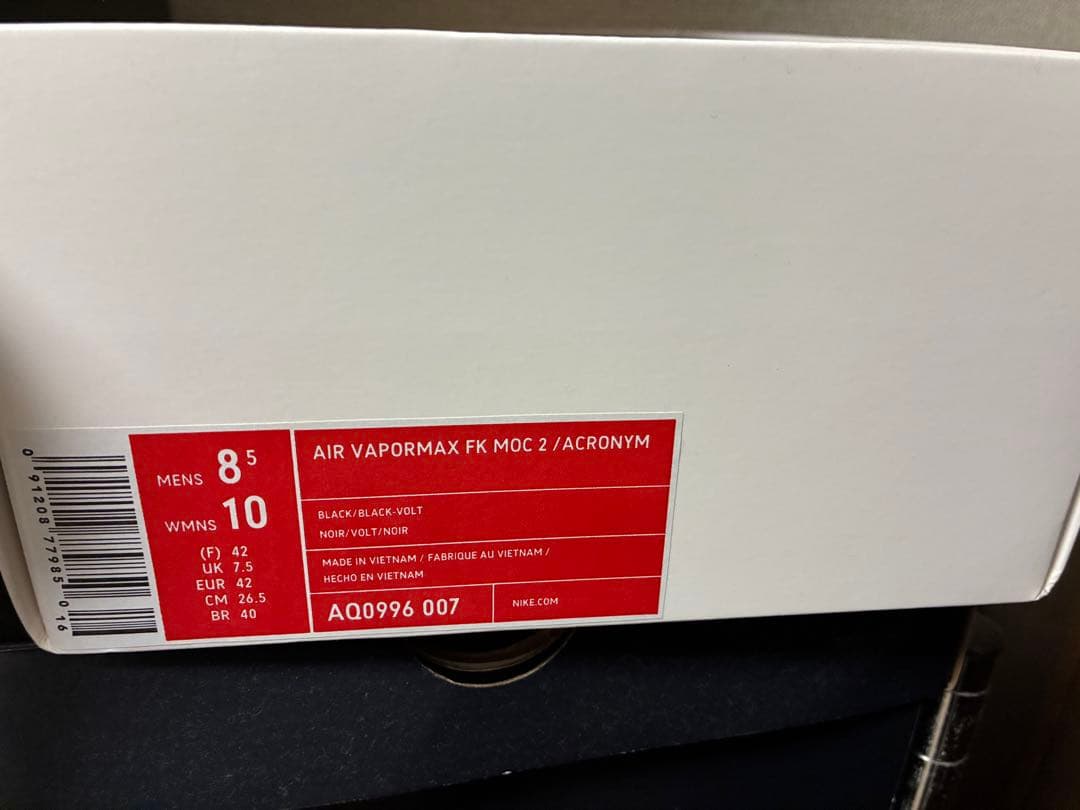 0 91208 77985 0 16
MENS 8 5
WMNS 10
(F) 42
UK 7.5
EUR 42
CM 26.5
BR 40
AIR VAPORMAX FK MOC 2 /ACRONYM
BLACK/BLACK-VOLT
NOIR/VOLT/NOIR
MADE IN VIETNAM / FABRIQUE AU VIETNAM /
HECHO EN VIETNAM
AQ0996 007
NIKE.COM